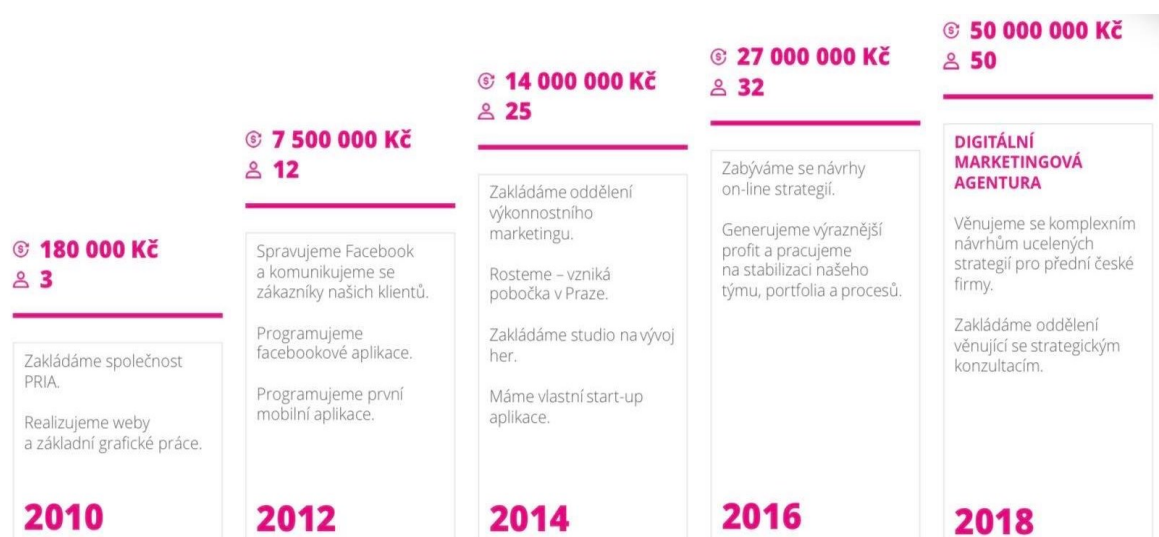 180 000 Kč
3
Zakládáme společnost
PRIA.
Realizujeme weby
a základní grafické práce.
2010
7 500 000 Kč
12
Spravujeme Facebook
a komunikujeme se
zákazníky našich klientů.
Programujeme
facebookové aplikace.
Programujeme první
mobilní aplikace.
2012
14 000 000 Kč
25
Zakládáme oddělení
výkonnostního
marketingu.
Rosteme – vzniká
pobočka v Praze.
Zakládáme studio na vývoj
her.
Máme vlastní start-up
aplikace.
2014
27 000 000 Kč
32
Zabýváme se návrhy
on-line strategií.
Generujeme výraznější
profit a pracujeme
na stabilizaci našeho
týmu, portfolia a procesů.
2016
50 000 000 Kč
50
DIGITÁLNÍ
MARKETINGOVÁ
AGENTURA
Věnujeme se komplexním
návrhům ucelených
strategií pro přední české
firmy.
Zakládáme oddělení
věnující se strategickým
konzultacím.
2018